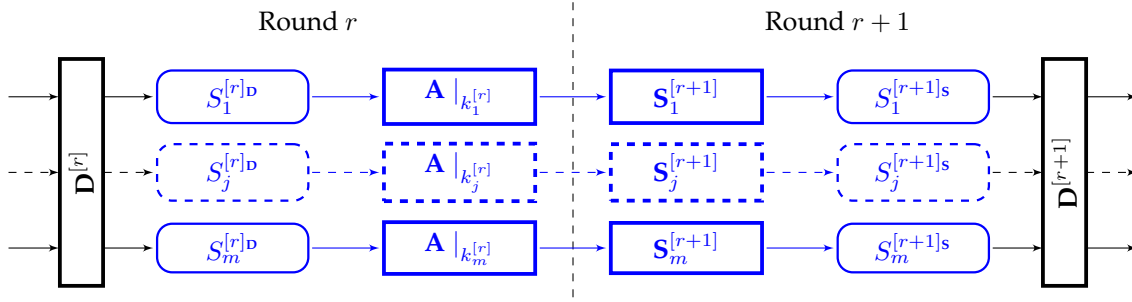 Round r Round r + 1
S_1^{[r]D} A |_{k_1^{[r]}} S_1^{[r+1]} S_1^{[r+1]S}
D^{[r]} S_j^{[r]D} A |_{k_j^{[r]}} S_j^{[r+1]} S_j^{[r+1]S} D^{[r+1]}
S_m^{[r]D} A |_{k_m^{[r]}} S_m^{[r+1]} S_m^{[r+1]S}